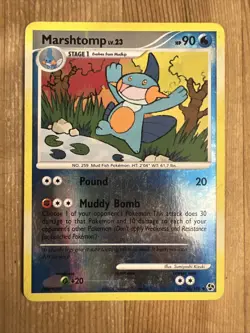 Marshtomp LV.23
HP 90
STAGE 1 Evolves from Mudkip
NO. 259 Mud Fish Pokémon HT: 2'04" WT: 61.7 lbs.
Pound 20
Muddy Bomb
Choose 1 of your opponent's Pokémon. This attack does 30
damage to that Pokémon and 10 damage to each of your
opponent's other Pokémon. (Don't apply Weakness and Resistance
for Benched Pokémon.)
+20
Illus. Tomoyoshi Kizuki